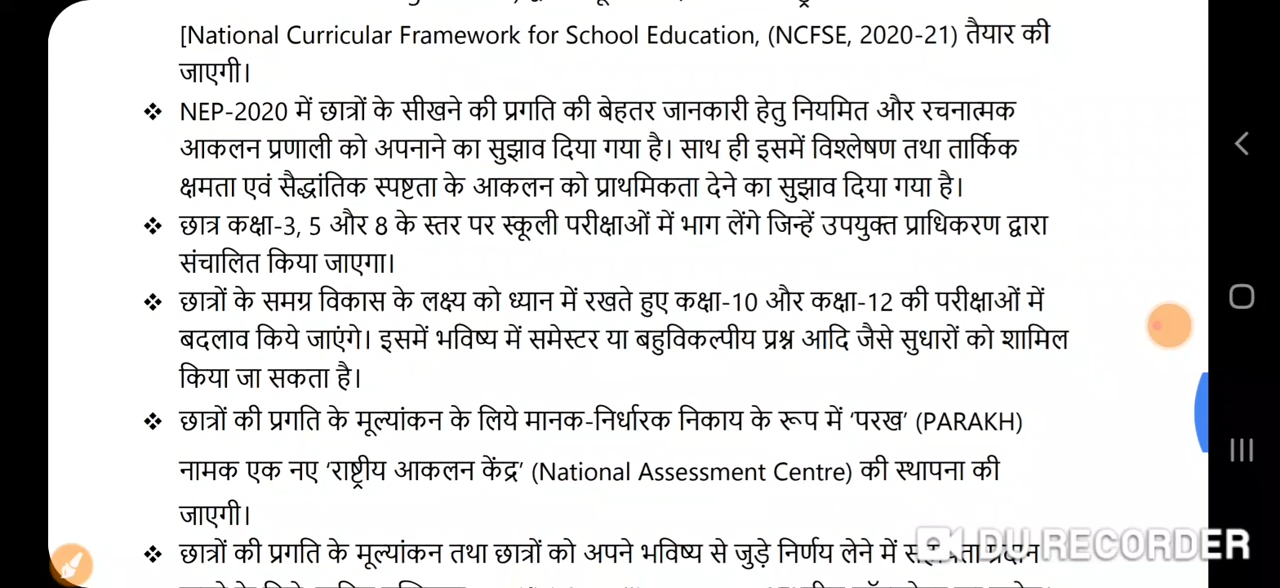 [National Curricular Framework for School Education, (NCFSE, 2020-21) तैयार की
जाएगी।
❖ NEP-2020 में छात्रों के सीखने की प्रगति की बेहतर जानकारी हेतु नियमित और रचनात्मक
आकलन प्रणाली को अपनाने का सुझाव दिया गया है। साथ ही इसमें विश्लेषण तथा तार्किक
क्षमता एवं सैद्धांतिक स्पष्टता के आकलन को प्राथमिकता देने का सुझाव दिया गया है।
❖ छात्र कक्षा-3, 5 और 8 के स्तर पर स्कूली परीक्षाओं में भाग लेंगे जिन्हें उपयुक्त प्राधिकरण द्वारा
संचालित किया जाएगा।
❖ छात्रों के समग्र विकास के लक्ष्य को ध्यान में रखते हुए कक्षा-10 और कक्षा-12 की परीक्षाओं में
बदलाव किये जाएंगे। इसमें भविष्य में समेस्टर या बहुविकल्पीय प्रश्न आदि जैसे सुधारों को शामिल
किया जा सकता है।
❖ छात्रों की प्रगति के मूल्यांकन के लिये मानक-निर्धारक निकाय के रूप में ‘परख’ (PARAKH)
नामक एक नए ‘राष्ट्रीय आकलन केंद्र’ (National Assessment Centre) की स्थापना की
जाएगी।
❖ छात्रों की प्रगति के मूल्यांकन तथा छात्रों को अपने भविष्य से जुड़े निर्णय लेने में
DU RECORDER